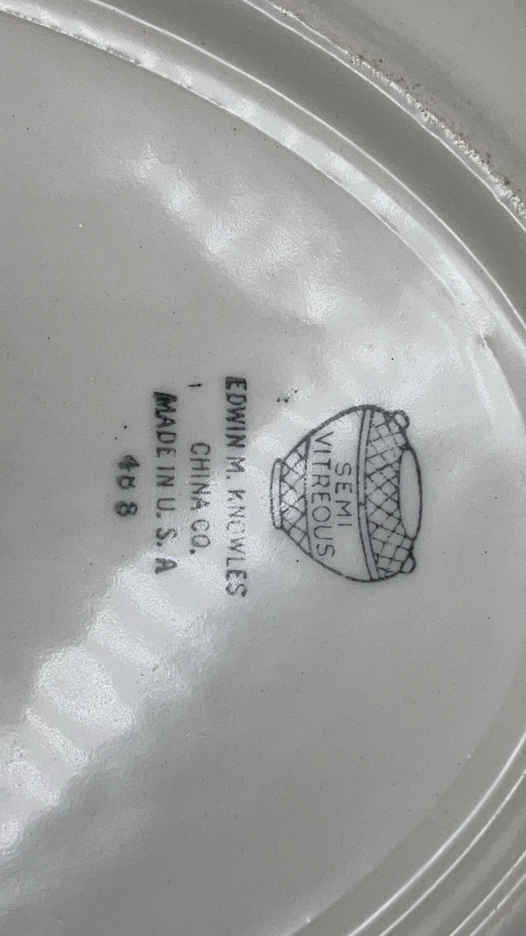 SEMI
VITREOUS
EDWIN M. KNOWLES
CHINA CO.
MADE IN U. S. A
46 8